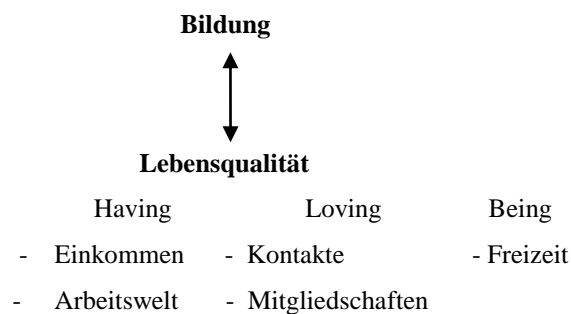 Bildung
Lebensqualität
Having Loving Being
- Einkommen - Kontakte - Freizeit
- Arbeitswelt - Mitgliedschaften